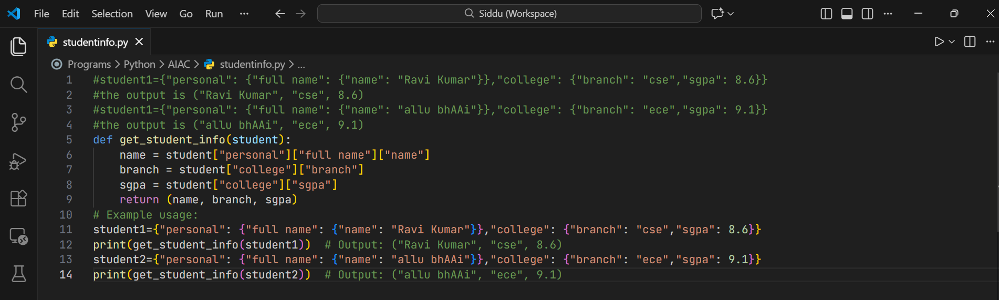 File Edit Selection View Go Run ··· Siddu (Workspace)
studentinfo.py
Programs > Python > AIAC > studentinfo.py > ...
1 #student1={"personal": {"full name": {"name": "Ravi Kumar"}},"college": {"branch": "cse","sgpa": 8.6}}
2 #the output is ("Ravi Kumar", "cse", 8.6)
3 #student1={"personal": {"full name": {"name": "allu bhAAi"}},"college": {"branch": "ece","sgpa": 9.1}}
4 #the output is ("allu bhAAi", "ece", 9.1)
5 def get_student_info(student):
6     name = student["personal"]["full name"]["name"]
7     branch = student["college"]["branch"]
8     sgpa = student["college"]["sgpa"]
9     return (name, branch, sgpa)
10 # Example usage:
11 student1={"personal": {"full name": {"name": "Ravi Kumar"}},"college": {"branch": "cse","sgpa": 8.6}}
12 print(get_student_info(student1))  # Output: ("Ravi Kumar", "cse", 8.6)
13 student2={"personal": {"full name": {"name": "allu bhAAi"}},"college": {"branch": "ece","sgpa": 9.1}}
14 print(get_student_info(student2))  # Output: ("allu bhAAi", "ece", 9.1)